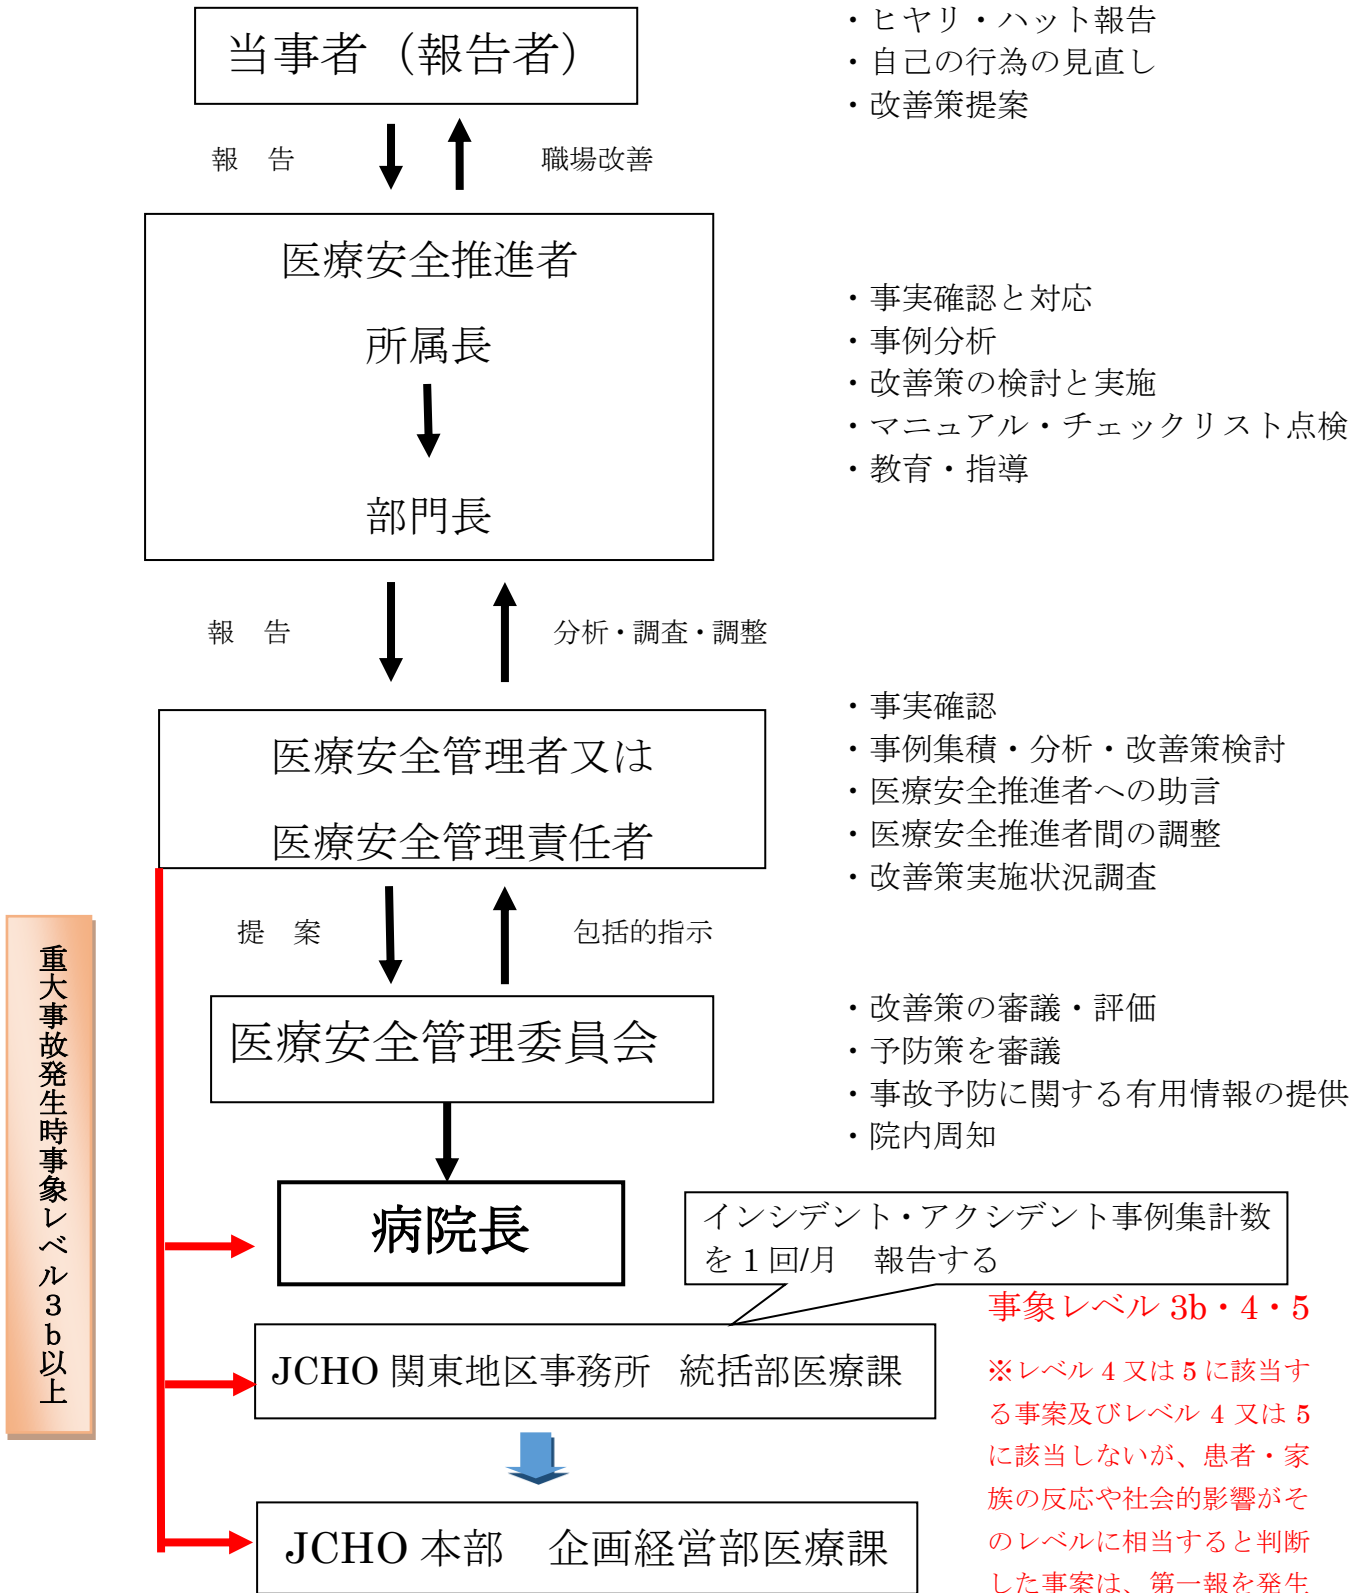 当事者（報告者）
・ヒヤリ・ハット報告
・自己の行為の見直し
・改善策提案
報　告
職場改善
医療安全推進者
所属長
部門長
・事実確認と対応
・事例分析
・改善策の検討と実施
・マニュアル・チェックリスト点検
・教育・指導
報　告
分析・調査・調整
医療安全管理者又は
医療安全管理責任者
・事実確認
・事例集積・分析・改善策検討
・医療安全推進者への助言
・医療安全推進者間の調整
・改善策実施状況調査
提　案
包括的指示
重大事故発生時事象レベル３ｂ以上
医療安全管理委員会
・改善策の審議・評価
・予防策を審議
・事故予防に関する有用情報の提供
・院内周知
病院長
インシデント・アクシデント事例集計数
を 1 回/月　報告する
JCHO 関東地区事務所　統括部医療課
JCHO 本部　企画経営部医療課
事象レベル 3b・4・5
※レベル 4 又は 5 に該当す
る事案及びレベル 4 又は 5
に該当しないが、患者・家
族の反応や社会的影響がそ
のレベルに相当すると判断
した事案は、第一報を発生